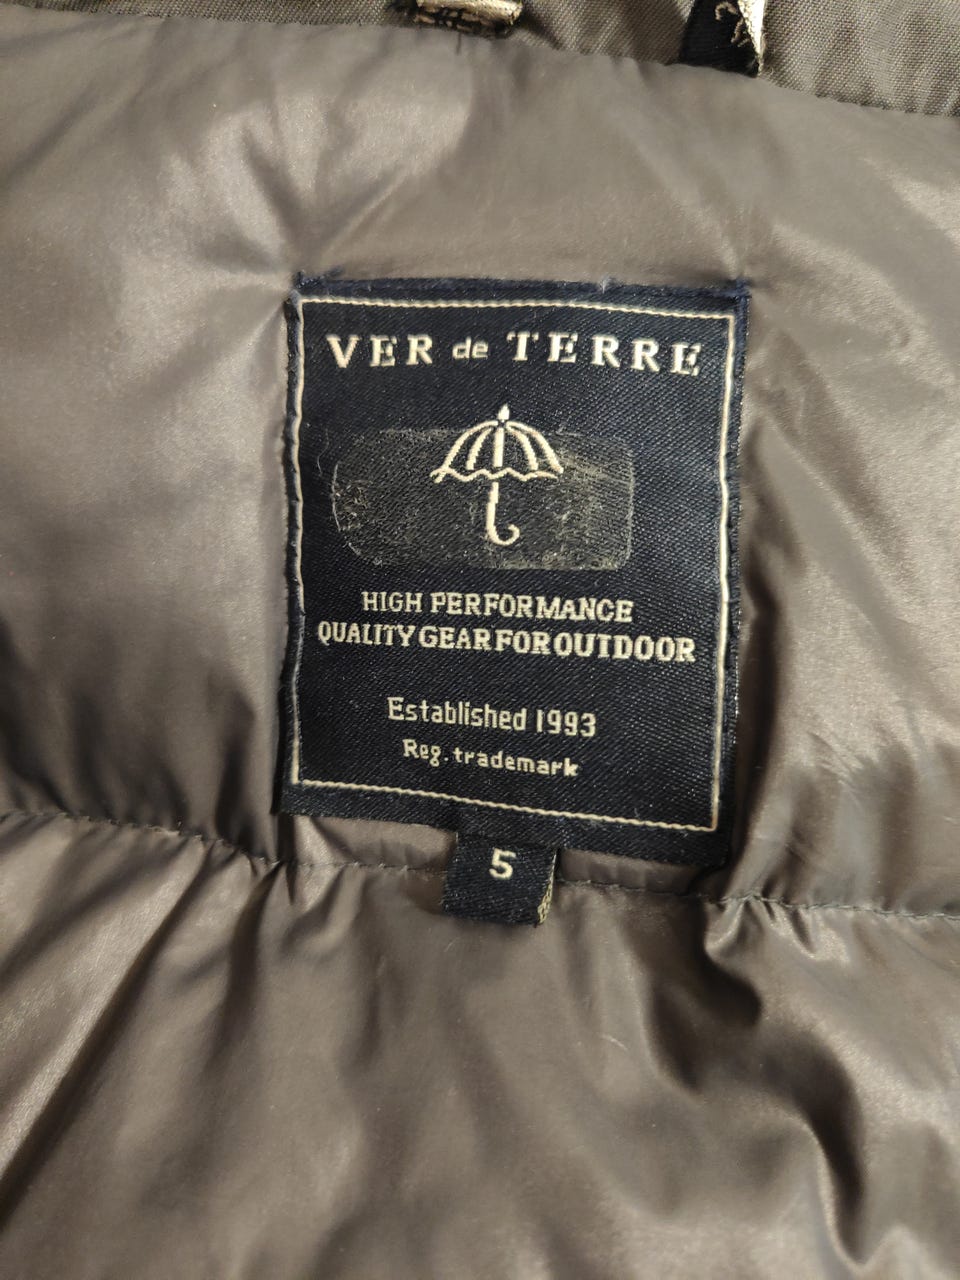 VER de TERRE
HIGH PERFORMANCE
QUALITY GEAR FOR OUTDOOR
Established 1993
Reg. trademark
5